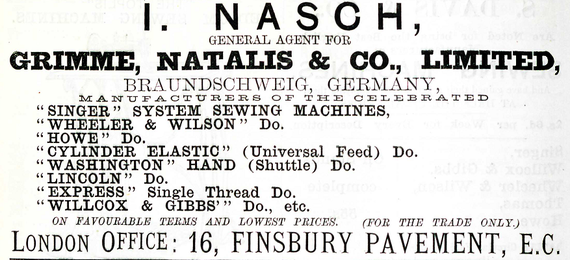 I. NASCH,
GENERAL AGENT FOR
GRIMME, NATALIS & CO., LIMITED,
BRAUNDSCHWEIG, GERMANY,
MANUFACTURERS OF THE CELEBRATED
"SINGER" SYSTEM SEWING MACHINES,
"WHEELER & WILSON" Do.
"HOWE" Do.
"CYLINDER ELASTIC" (Universal Feed) Do.
"WASHINGTON" HAND (Shuttle) Do.
"LINCOLN" Do.
"EXPRESS" Single Thread Do.
"WILLCOX & GIBBS'" Do., etc.
ON FAVOURABLE TERMS AND LOWEST PRICES. (FOR THE TRADE ONLY.)
LONDON OFFICE: 16, FINSBURY PAVEMENT, E.C.